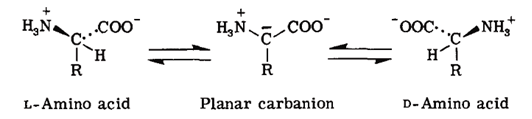 H₃N⁺ C COO⁻ H R
H₃N⁺ C⁻ COO⁻ R
⁻OOC C NH₃⁺ H R
L-Amino acid Planar carbanion D-Amino acid